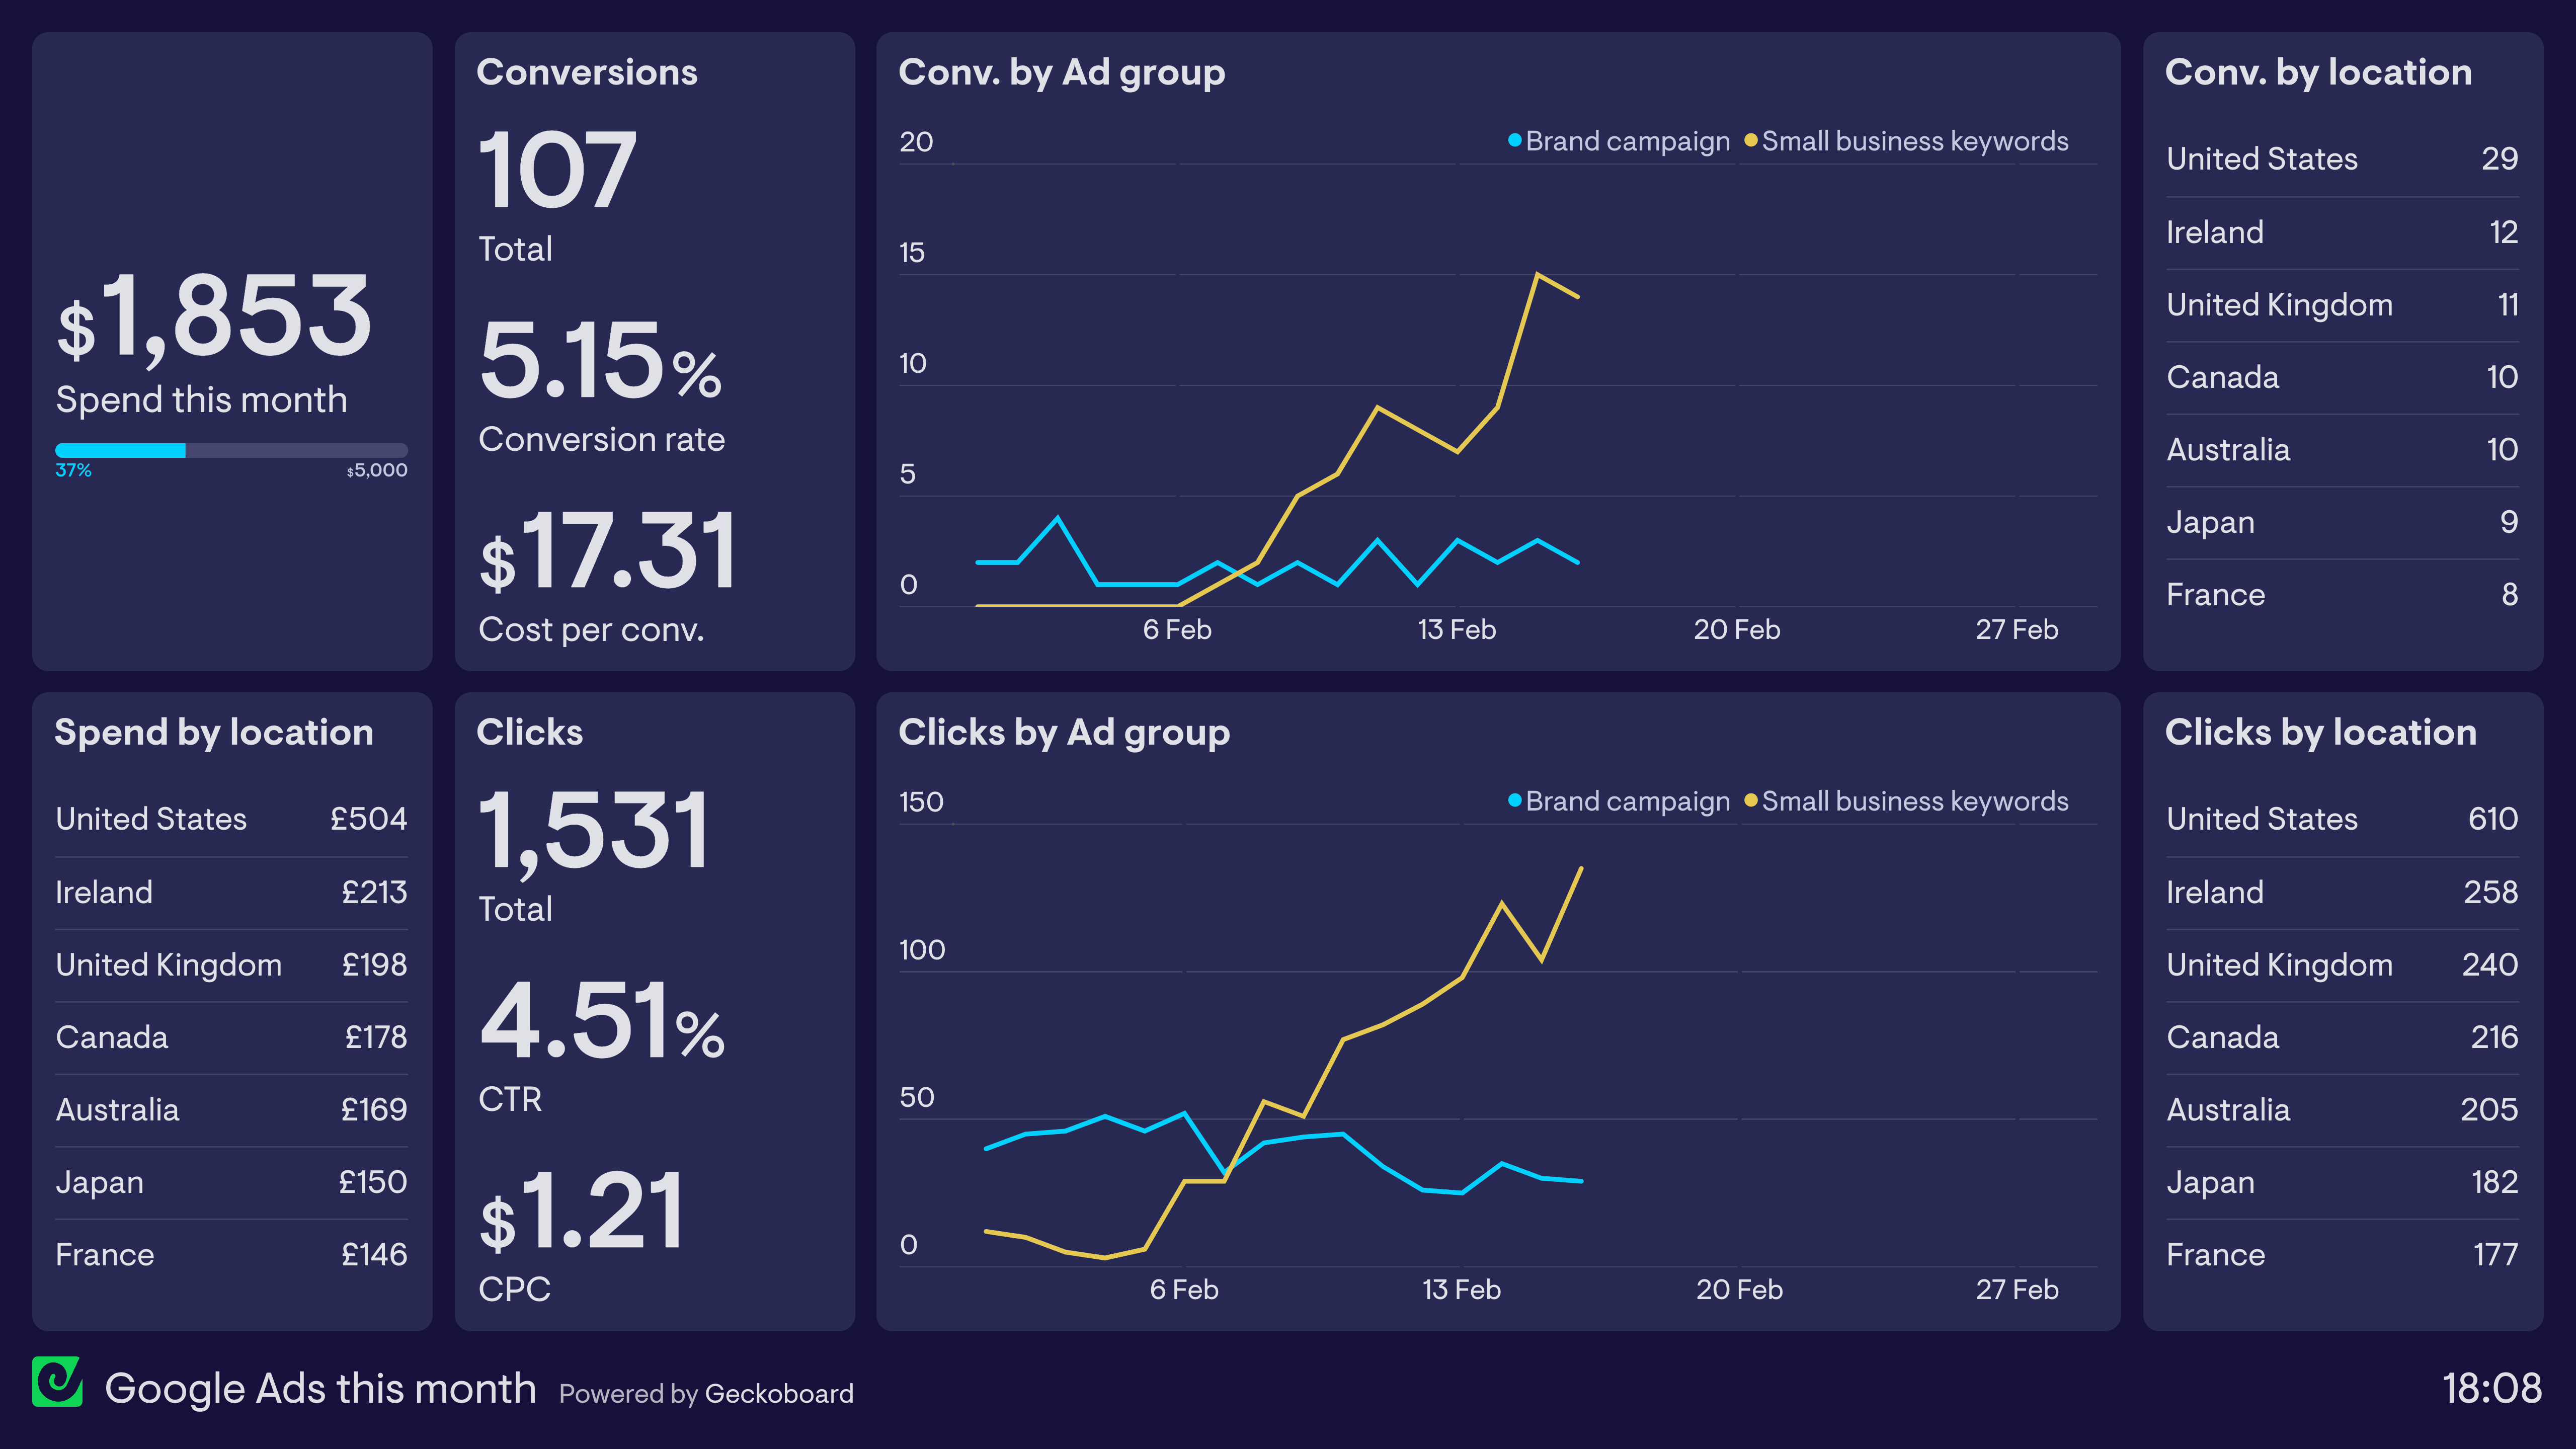 $1,853
Spend this month
37%
$5,000
Conversions
107
Total
5.15%
Conversion rate
$17.31
Cost per conv.
Conv. by Ad group
Brand campaign
Small business keywords
20
15
10
5
0
6 Feb
13 Feb
20 Feb
27 Feb
Conv. by location
United States 29
Ireland 12
United Kingdom 11
Canada 10
Australia 10
Japan 9
France 8
Spend by location
United States £504
Ireland £213
United Kingdom £198
Canada £178
Australia £169
Japan £150
France £146
Clicks
1,531
Total
4.51%
CTR
$1.21
CPC
Clicks by Ad group
Brand campaign
Small business keywords
150
100
50
0
6 Feb
13 Feb
20 Feb
27 Feb
Clicks by location
United States 610
Ireland 258
United Kingdom 240
Canada 216
Australia 205
Japan 182
France 177
Google Ads this month
Powered by Geckoboard
18:08